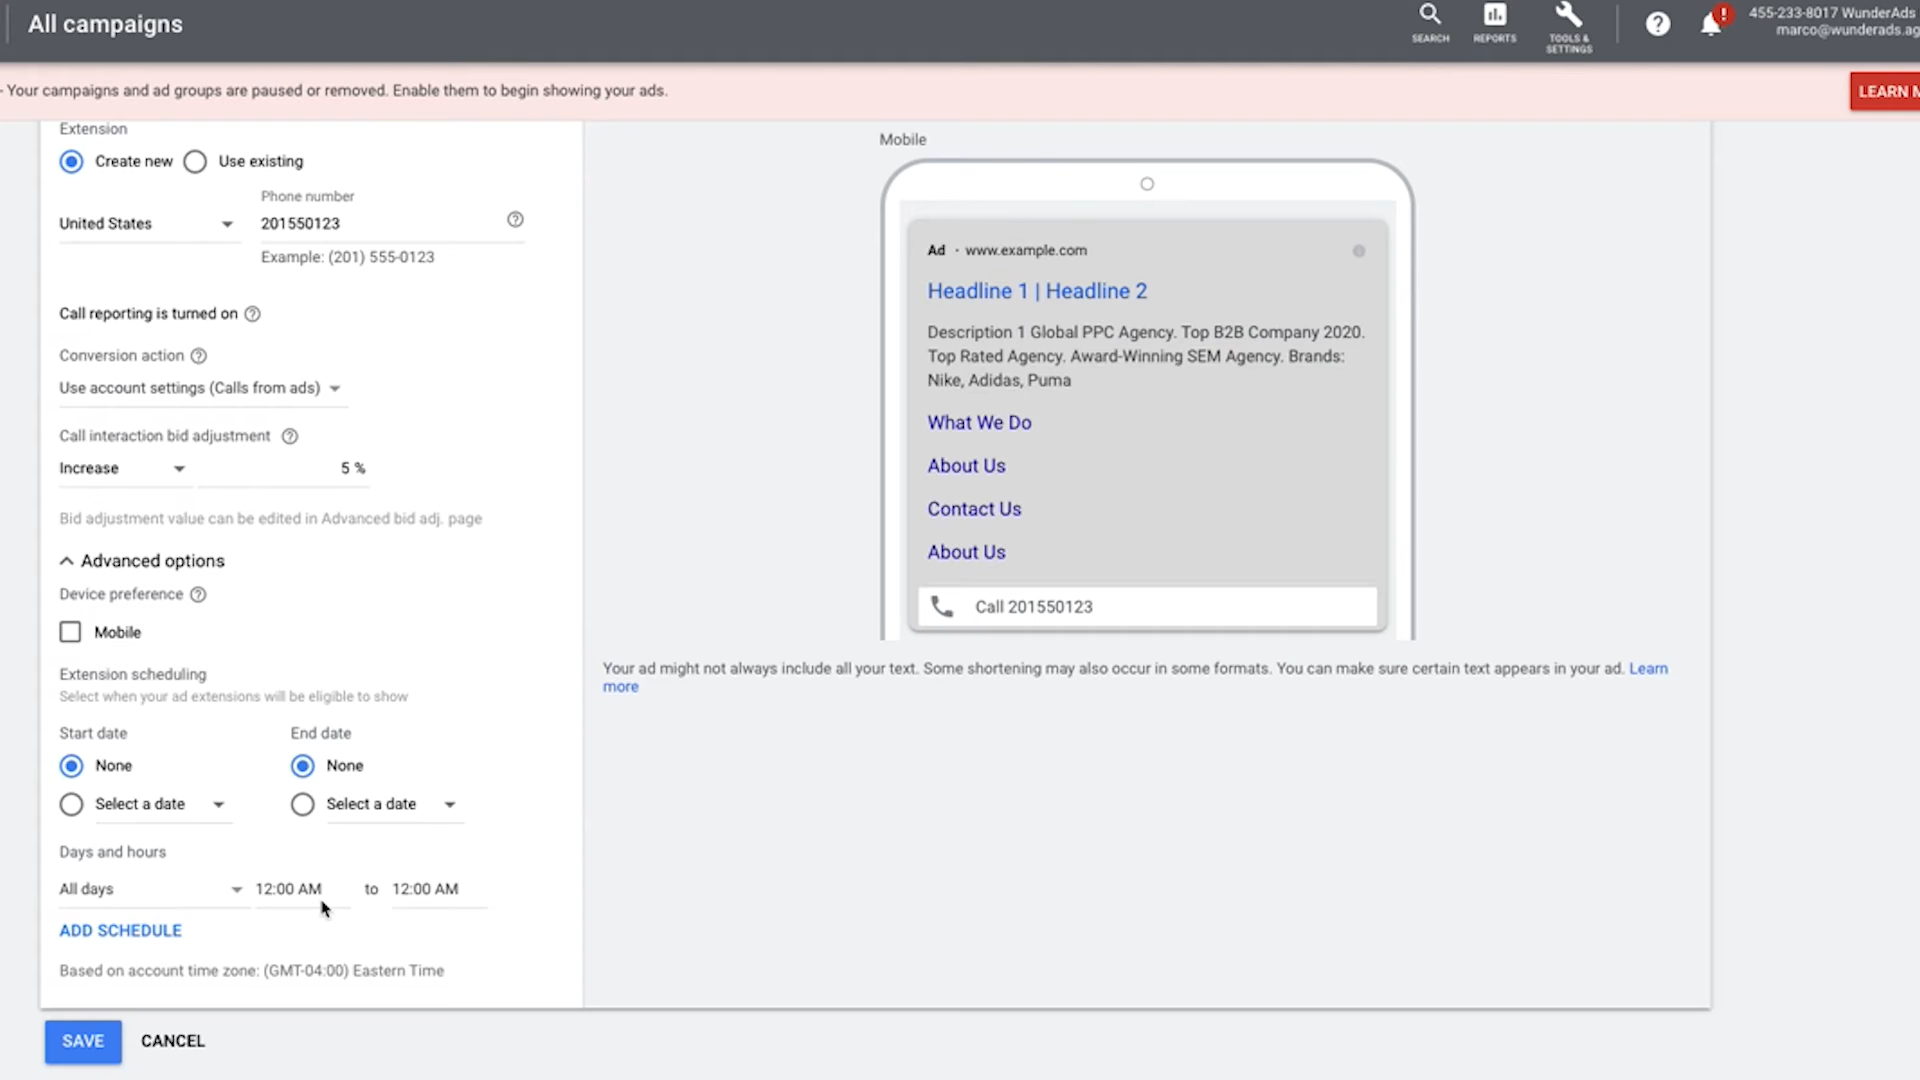 All campaigns
SEARCH
REPORTS
TOOLS &
SETTINGS
455-233-8017 WunderAds
marco@wunderads.ag
- Your campaigns and ad groups are paused or removed. Enable them to begin showing your ads.
LEARN M
Extension
Create new
Use existing
Phone number
United States
201550123
Example: (201) 555-0123
Call reporting is turned on
Conversion action
Use account settings (Calls from ads)
Call interaction bid adjustment
Increase
5 %
Bid adjustment value can be edited in Advanced bid adj. page
Advanced options
Device preference
Mobile
Extension scheduling
Select when your ad extensions will be eligible to show
Start date
End date
None
None
Select a date
Select a date
Days and hours
All days
12:00 AM to 12:00 AM
ADD SCHEDULE
Based on account time zone: (GMT-04:00) Eastern Time
SAVE
CANCEL
Mobile
Ad · www.example.com
Headline 1 | Headline 2
Description 1 Global PPC Agency. Top B2B Company 2020.
Top Rated Agency. Award-Winning SEM Agency. Brands:
Nike, Adidas, Puma
What We Do
About Us
Contact Us
About Us
Call 201550123
Your ad might not always include all your text. Some shortening may also occur in some formats. You can make sure certain text appears in your ad. Learn
more